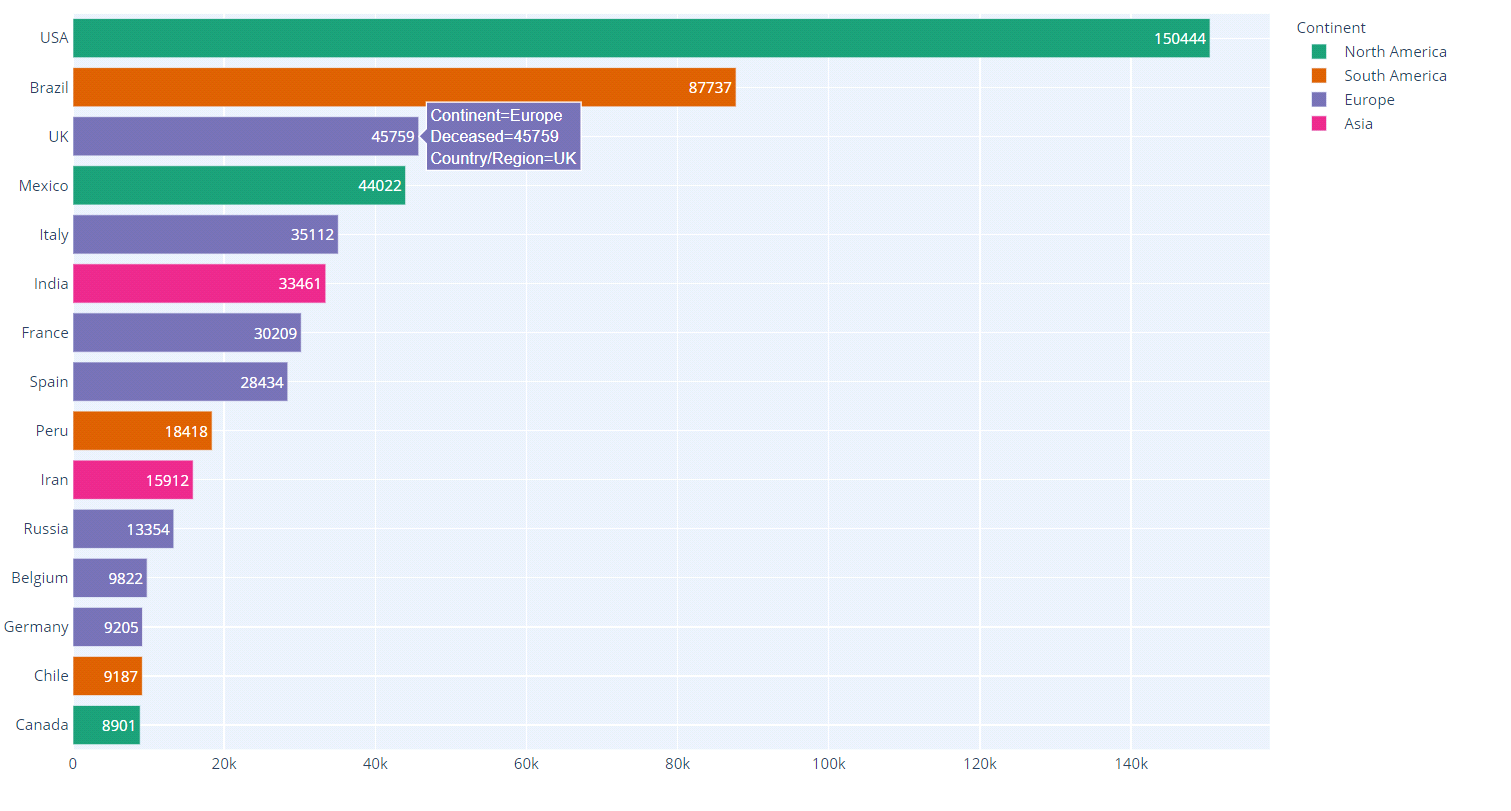 USA 150444
Brazil 87737
UK 45759
Continent=Europe
Deceased=45759
Country/Region=UK
Mexico 44022
Italy 35112
India 33461
France 30209
Spain 28434
Peru 18418
Iran 15912
Russia 13354
Belgium 9822
Germany 9205
Chile 9187
Canada 8901
0 20k 40k 60k 80k 100k 120k 140k
Continent
North America
South America
Europe
Asia